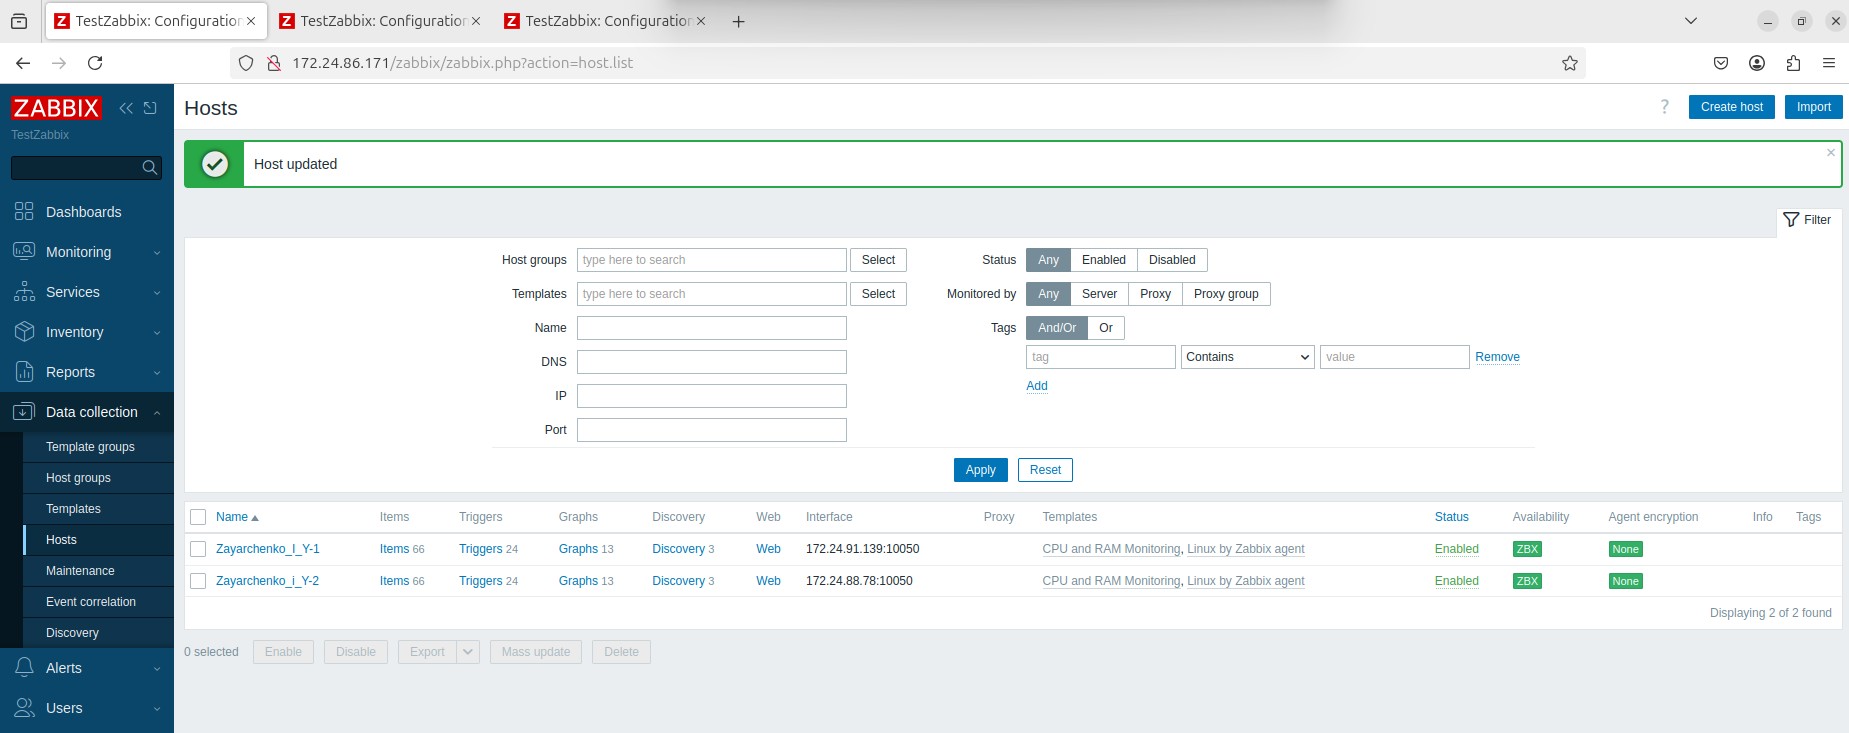 TestZabbix: Configuration
TestZabbix: Configuration
TestZabbix: Configuration
172.24.86.171/zabbix/zabbix.php?action=host.list
ZABBIX
TestZabbix
Dashboards
Monitoring
Services
Inventory
Reports
Data collection
Template groups
Host groups
Templates
Hosts
Maintenance
Event correlation
Discovery
Alerts
Users
Hosts
? Create host Import
Host updated
Filter
Host groups type here to search Select
Templates type here to search Select
Name
DNS
IP
Port
Status Any Enabled Disabled
Monitored by Any Server Proxy Proxy group
Tags And/Or Or
tag Contains value Remove
Add
Apply Reset
Name Items Triggers Graphs Discovery Web Interface Proxy Templates Status Availability Agent encryption Info Tags
Zayarchenko_I_Y-1 Items 66 Triggers 24 Graphs 13 Discovery 3 Web 172.24.91.139:10050 CPU and RAM Monitoring, Linux by Zabbix agent Enabled ZBX None
Zayarchenko_i_Y-2 Items 66 Triggers 24 Graphs 13 Discovery 3 Web 172.24.88.78:10050 CPU and RAM Monitoring, Linux by Zabbix agent Enabled ZBX None
Displaying 2 of 2 found
0 selected Enable Disable Export Mass update Delete